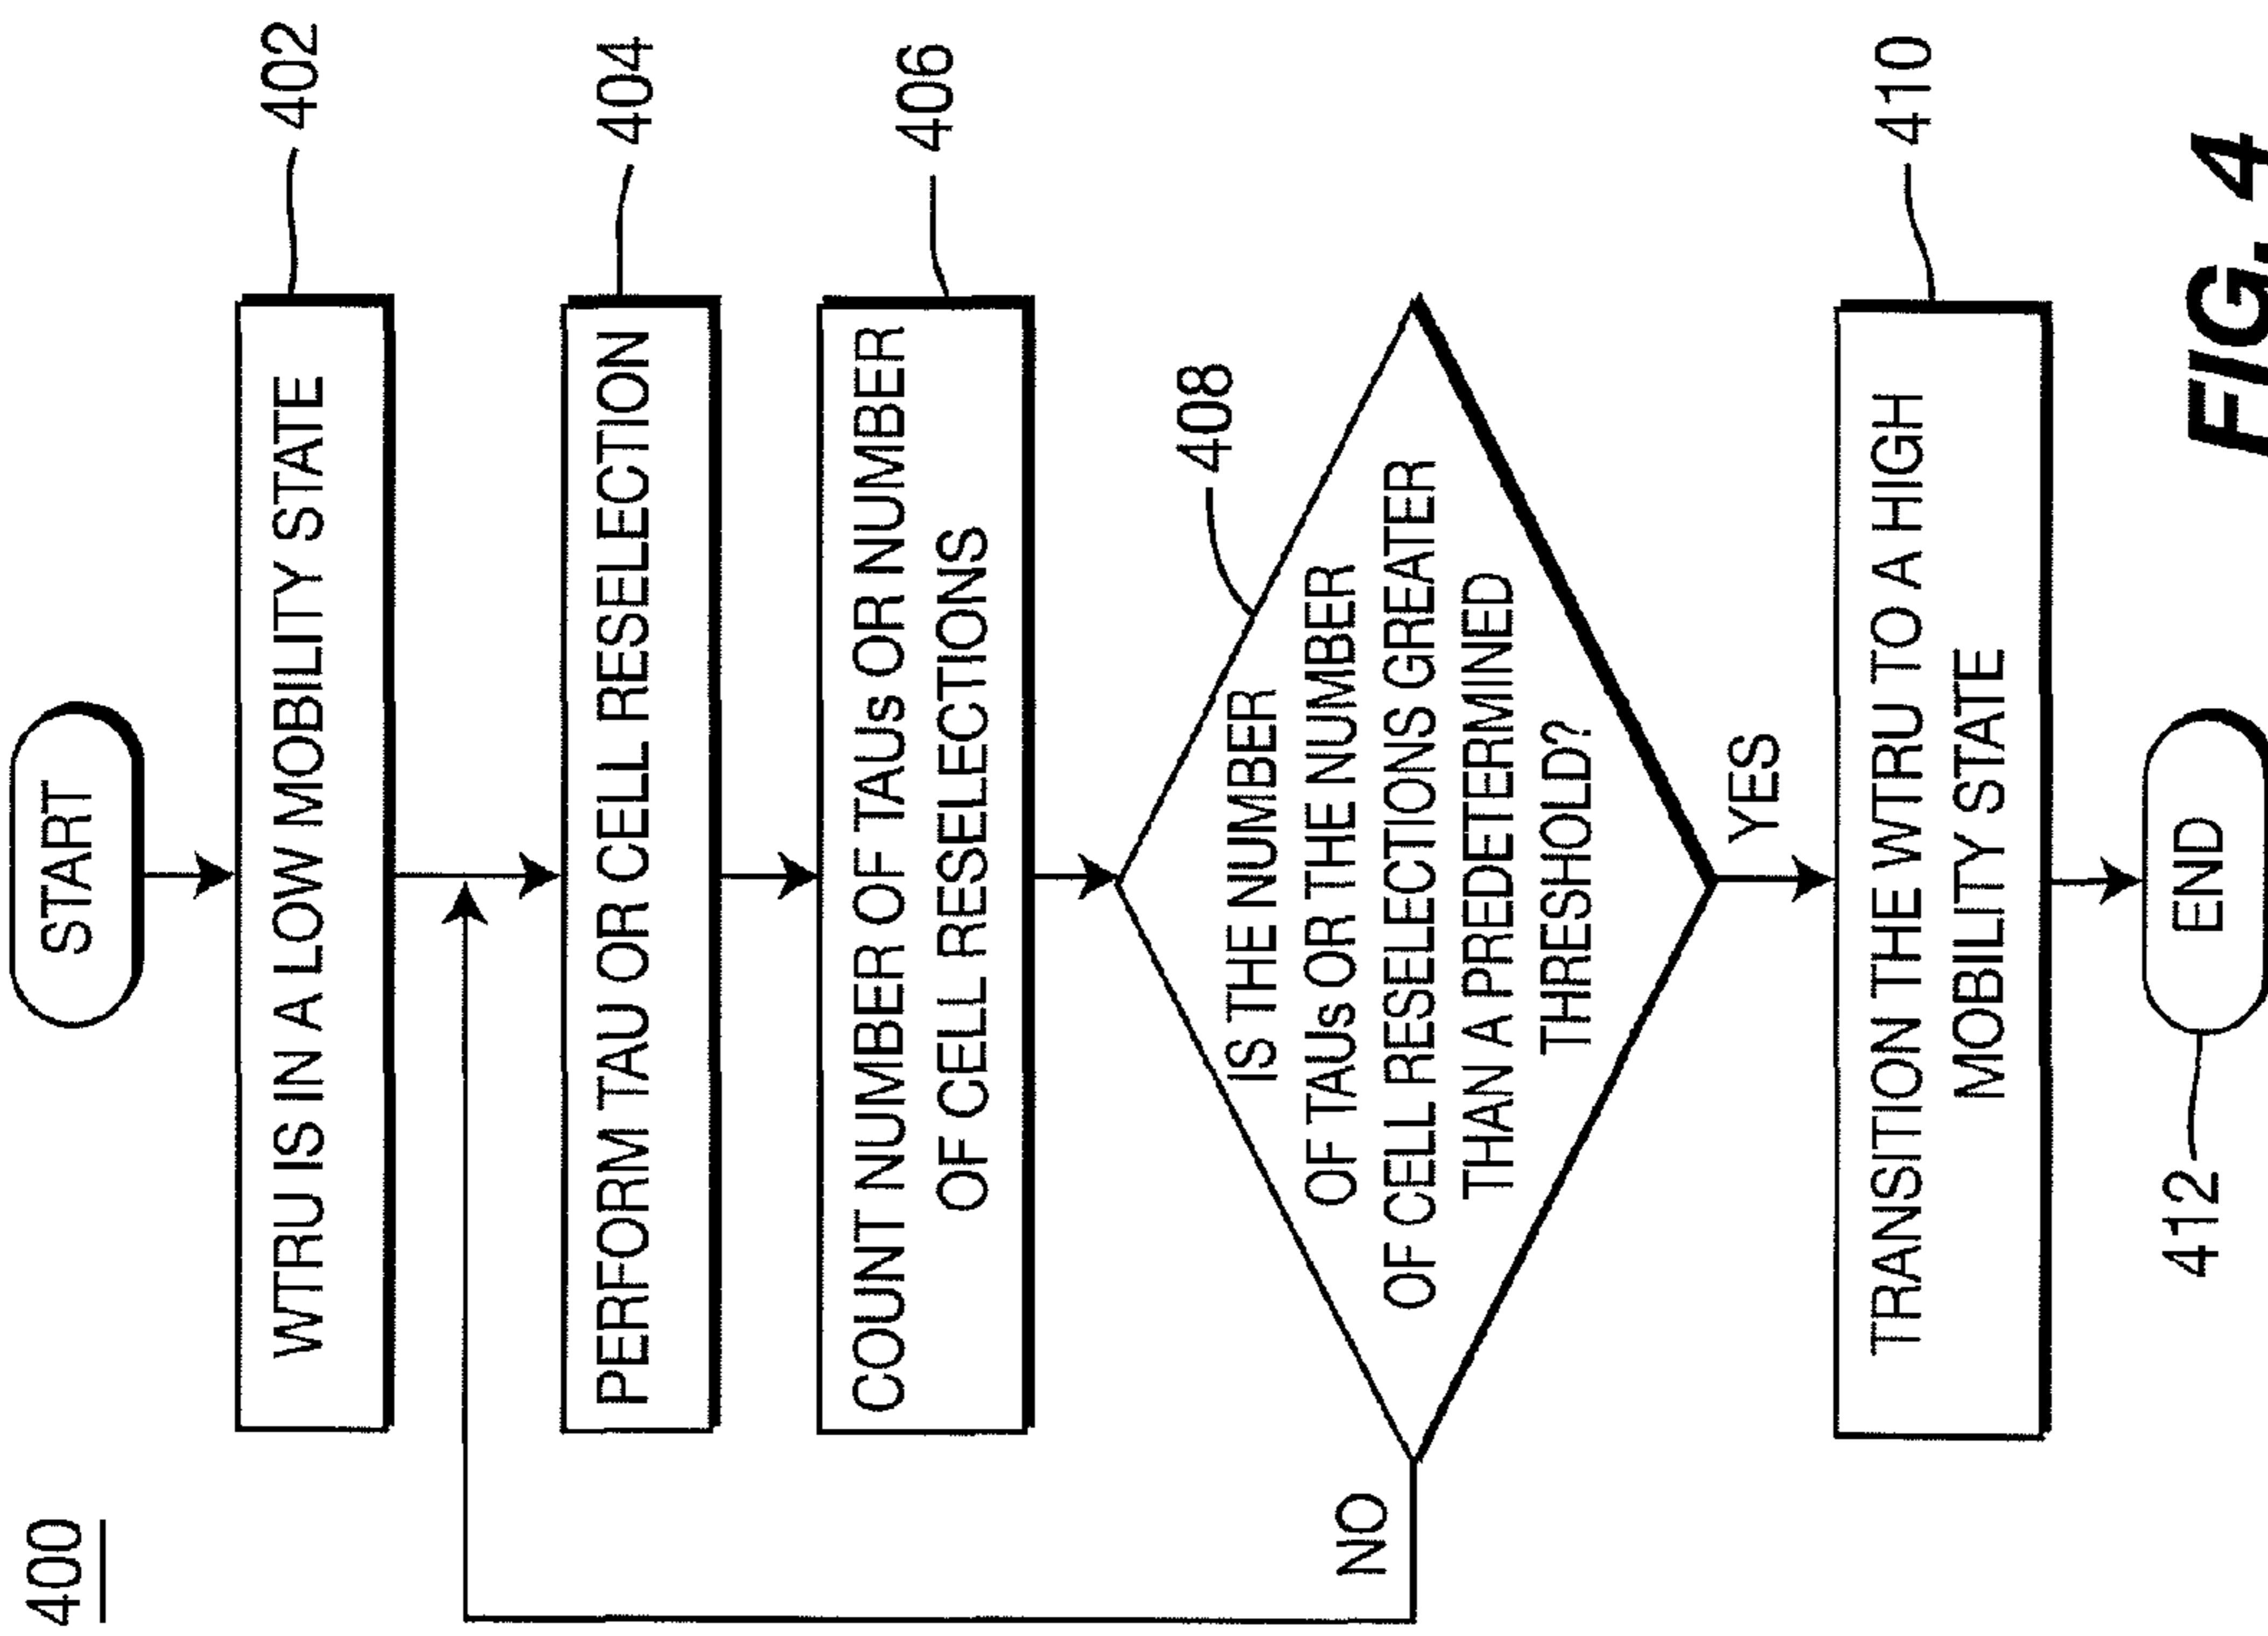 400
START
WTRU IS IN A LOW MOBILITY STATE
402
PERFORM TAU OR CELL RESELECTION
404
COUNT NUMBER OF TAUs OR NUMBER
OF CELL RESELECTIONS
406
408
IS THE NUMBER
OF TAUs OR THE NUMBER
OF CELL RESELECTIONS GREATER
THAN A PREDETERMINED
THRESHOLD?
NO
YES
TRANSITION THE WTRU TO A HIGH
MOBILITY STATE
410
412
END
FIG. 4